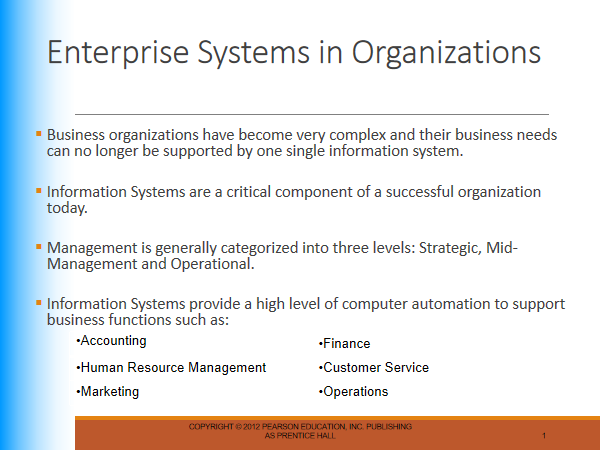 Enterprise Systems in Organizations
▪ Business organizations have become very complex and their business needs
can no longer be supported by one single information system.
▪ Information Systems are a critical component of a successful organization
today.
▪ Management is generally categorized into three levels: Strategic, Mid-
Management and Operational.
▪ Information Systems provide a high level of computer automation to support
business functions such as:
•Accounting
•Human Resource Management
•Marketing
•Finance
•Customer Service
•Operations
COPYRIGHT © 2012 PEARSON EDUCATION, INC. PUBLISHING
AS PRENTICE HALL
1